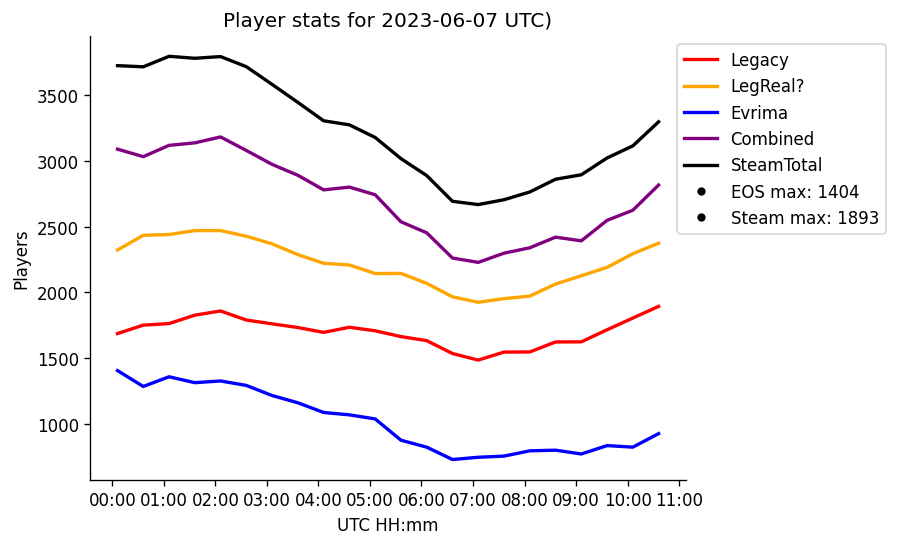 Player stats for 2023-06-07 UTC)
Players
3500
3000
2500
2000
1500
1000
00:00 01:00 02:00 03:00 04:00 05:00 06:00 07:00 08:00 09:00 10:00 11:00
UTC HH:mm
Legacy
LegReal?
Evrima
Combined
SteamTotal
EOS max: 1404
Steam max: 1893